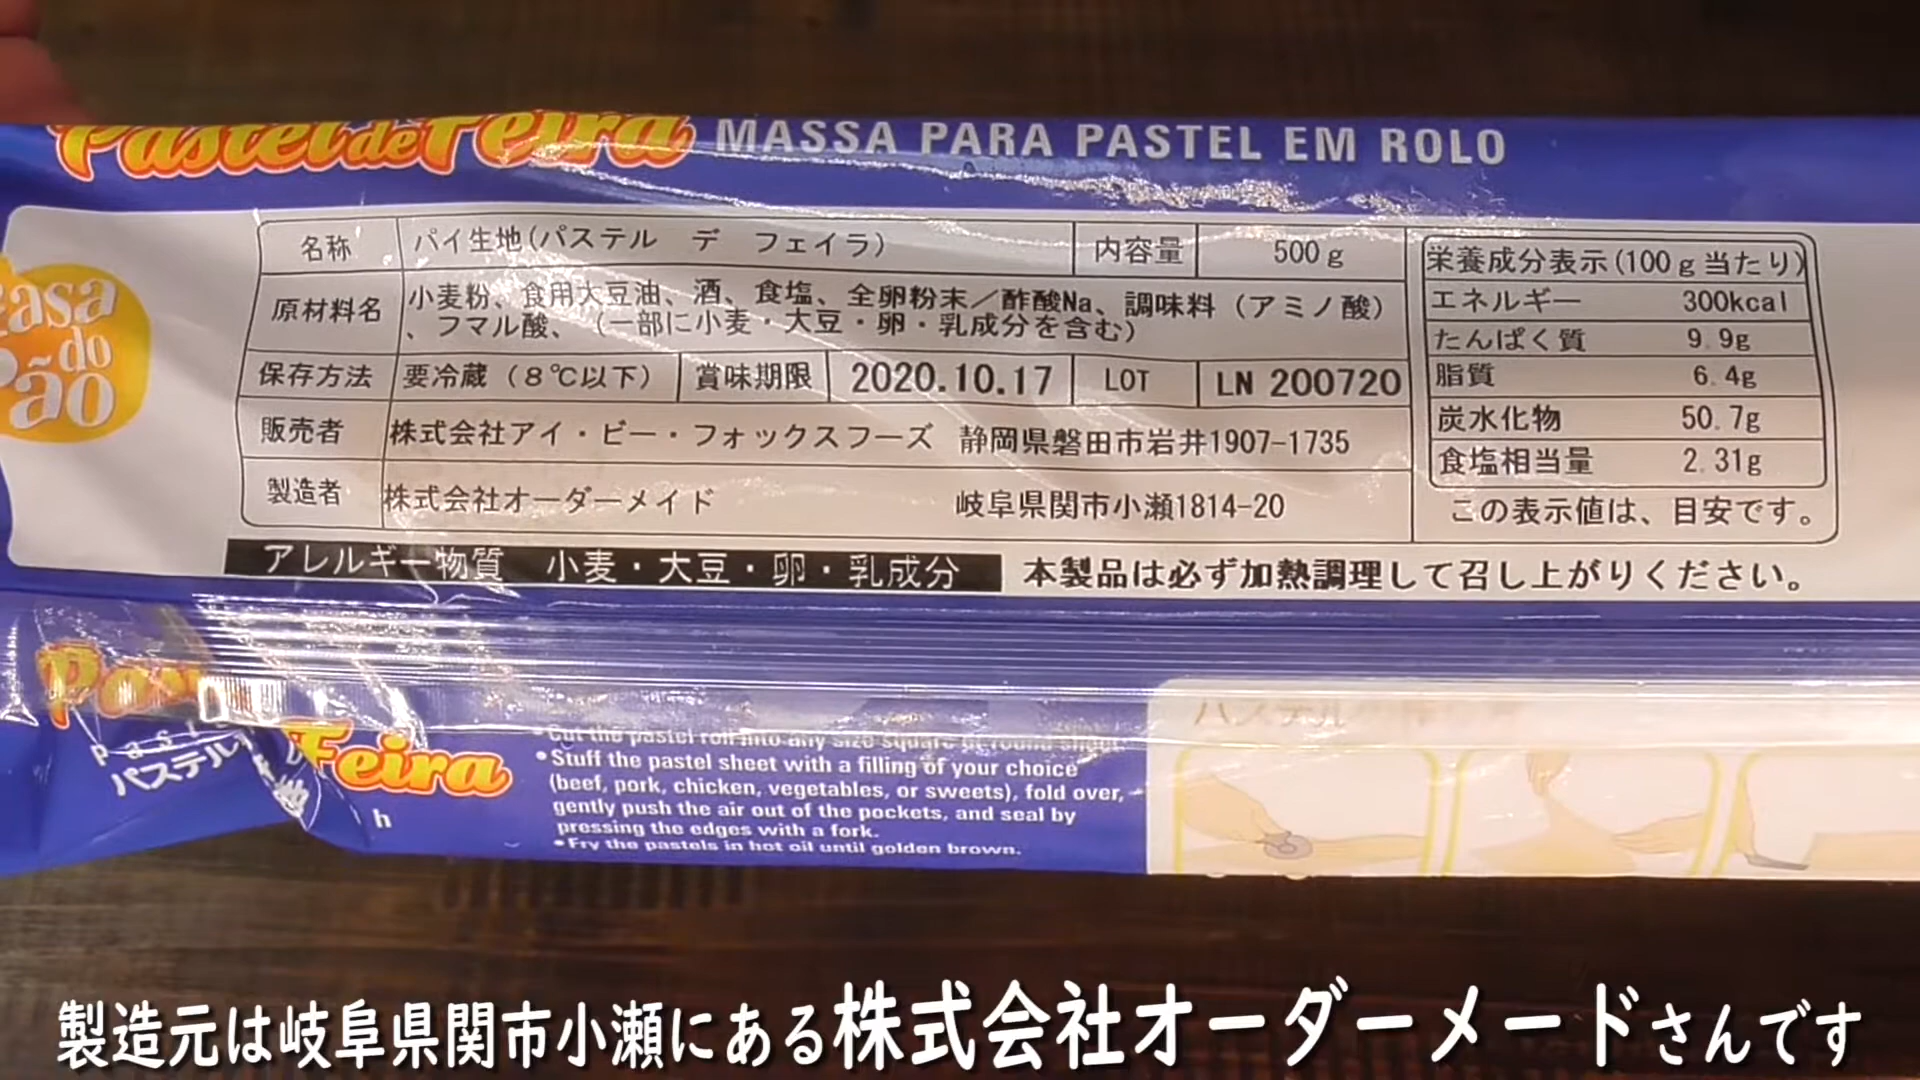 Pastel de Feira MASSA PARA PASTEL EM ROLO
名称 パイ生地(パステル デ フェイラ) 内容量 500g
原材料名 小麦粉、食用大豆油、酒、食塩、全卵粉末/酢酸Na、調味料(アミノ酸)
、フマル酸、(一部に小麦・大豆・卵・乳成分を含む)
保存方法 要冷蔵(8℃以下) 賞味期限 2020.10.17 LOT LN 200720
販売者 株式会社アイ・ビー・フォックスフーズ 静岡県磐田市岩井1907-1735
製造者 株式会社オーダーメイド 岐阜県関市小瀬1814-20
栄養成分表示(100g当たり)
エネルギー 300kcal
たんぱく質 9.9g
脂質 6.4g
炭水化物 50.7g
食塩相当量 2.31g
この表示値は、目安です。
アレルギー物質 小麦・大豆・卵・乳成分 本製品は必ず加熱調理して召し上がりください。
asa
do
ão
Feira
パステル
h
•Cut the pastel roll into any size square or round sheet
•Stuff the pastel sheet with a filling of your choice
(beef, pork, chicken, vegetables, or sweets), fold over,
gently push the air out of the pockets, and seal by
pressing the edges with a fork.
•Fry the pastels in hot oil until golden brown.
製造元は岐阜県関市小瀬にある株式会社オーダーメードさんです